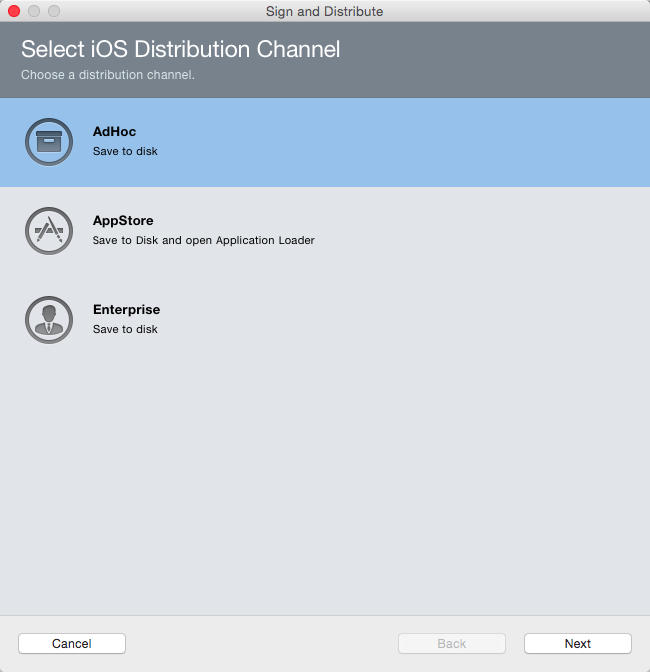 Sign and Distribute
Select iOS Distribution Channel
Choose a distribution channel.
AdHoc
Save to disk
AppStore
Save to Disk and open Application Loader
Enterprise
Save to disk
Cancel
Back
Next